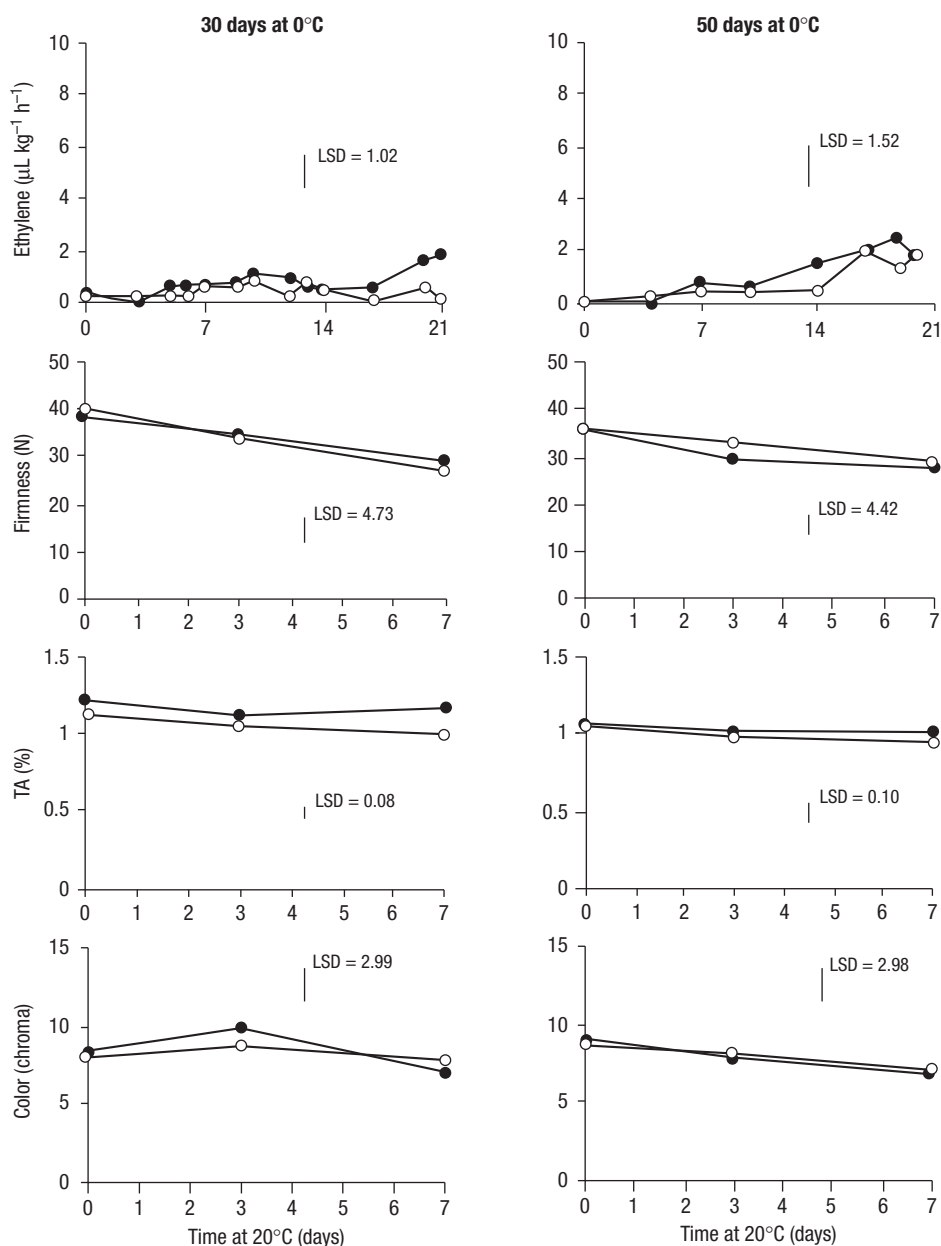 30 days at 0°C
50 days at 0°C
Ethylene (μL kg⁻¹ h⁻¹)
10
8
6
4
2
0
LSD = 1.02
0 7 14 21
10
8
6
4
2
0
LSD = 1.52
0 7 14 21
Firmness (N)
50
40
30
20
10
0
LSD = 4.73
0 1 2 3 4 5 6 7
50
40
30
20
10
0
LSD = 4.42
0 1 2 3 4 5 6 7
TA (%)
1.5
1
0.5
0
LSD = 0.08
0 1 2 3 4 5 6 7
1.5
1
0.5
0
LSD = 0.10
0 1 2 3 4 5 6 7
Color (chroma)
15
10
5
0
LSD = 2.99
0 1 2 3 4 5 6 7
Time at 20°C (days)
15
10
5
0
LSD = 2.98
0 1 2 3 4 5 6 7
Time at 20°C (days)